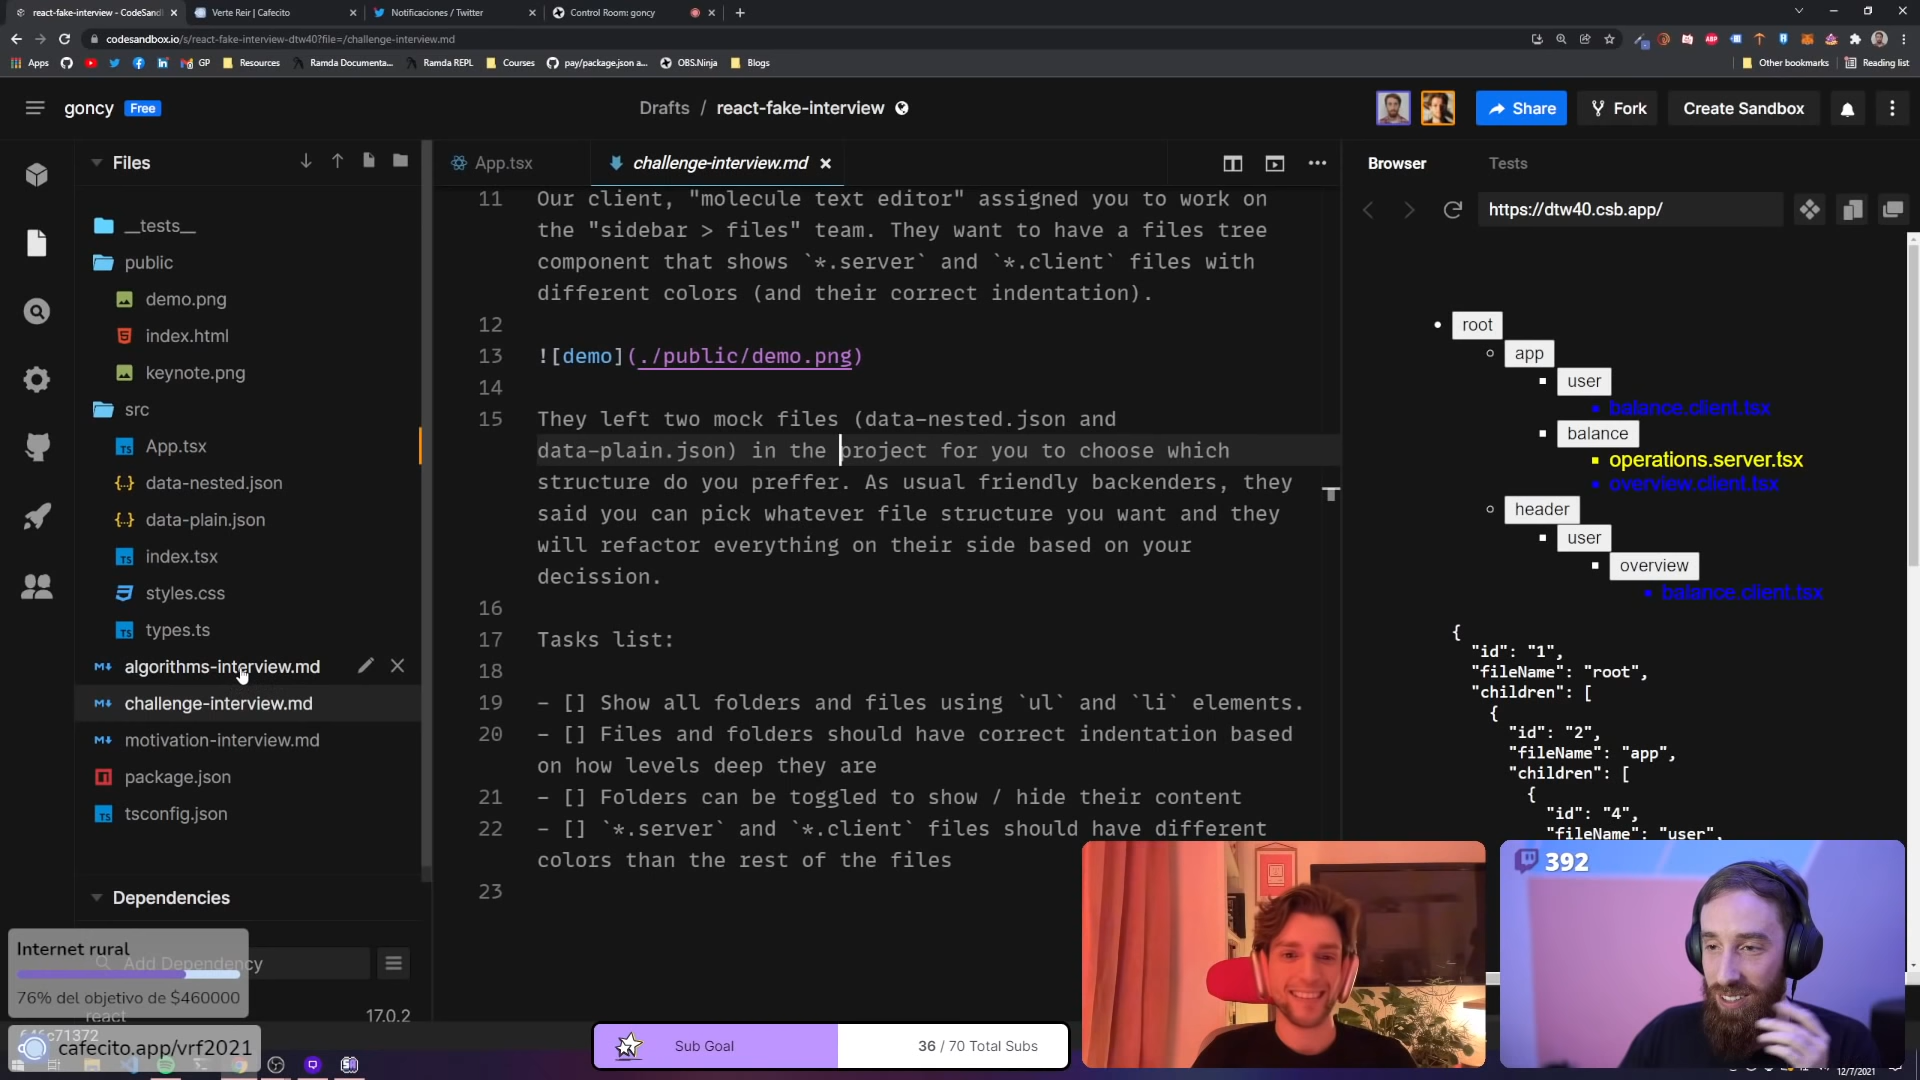 react-fake-interview - CodeSand
Verte Reir | Cafecito
Notificaciones / Twitter
Control Room: goncy
codesandbox.io/s/react-fake-interview-dtw40?file=/challenge-interview.md
Apps
GP
Resources
Ramda Documenta...
Ramda REPL
Courses
pay/package.json a...
OBS.Ninja
Blogs
Other bookmarks
Reading list
goncy
Free
Drafts / react-fake-interview
Share
Fork
Create Sandbox
Files
App.tsx
challenge-interview.md
Browser
Tests
https://dtw40.csb.app/
__tests__
public
demo.png
index.html
keynote.png
src
App.tsx
data-nested.json
data-plain.json
index.tsx
styles.css
types.ts
algorithms-interview.md
challenge-interview.md
motivation-interview.md
package.json
tsconfig.json
Dependencies
Add Dependency
react
17.0.2
11 Our client, "molecule text editor" assigned you to work on
the "sidebar > files" team. They want to have a files tree
component that shows `*.server` and `*.client` files with
different colors (and their correct indentation).
12
13 ![demo](./public/demo.png)
14
15 They left two mock files (data-nested.json and
data-plain.json) in the project for you to choose which
structure do you preffer. As usual friendly backenders, they
said you can pick whatever file structure you want and they
will refactor everything on their side based on your
decission.
16
17 Tasks list:
18
19 - [] Show all folders and files using `ul` and `li` elements.
20 - [] Files and folders should have correct indentation based
on how levels deep they are
21 - [] Folders can be toggled to show / hide their content
22 - [] `*.server` and `*.client` files should have different
colors than the rest of the files
23
root
app
user
balance.client.tsx
balance
operations.server.tsx
overview.client.tsx
header
user
overview
balance.client.tsx
{
"id": "1",
"fileName": "root",
"children": [
{
"id": "2",
"fileName": "app",
"children": [
{
"id": "4",
"fileName": "user",
Internet rural
76% del objetivo de $460000
cafecito.app/vrf2021
Sub Goal
36 / 70 Total Subs
392
12/7/2021